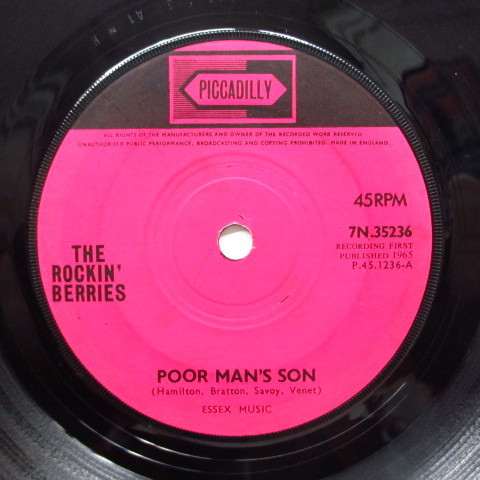 PICCADILLY
ALL RIGHTS OF THE MANUFACTURERS AND OWNER OF THE RECORDED WORK RESERVED
UNAUTHORISED PUBLIC PERFORMANCE, BROADCASTING AND COPYING PROHIBITED. MADE IN ENGLAND.
45RPM
7N.35236
RECORDING FIRST
PUBLISHED 1965
P.45.1236-A
THE
ROCKIN'
BERRIES
POOR MAN'S SON
(Hamilton, Bratton, Savoy, Venet)
ESSEX MUSIC